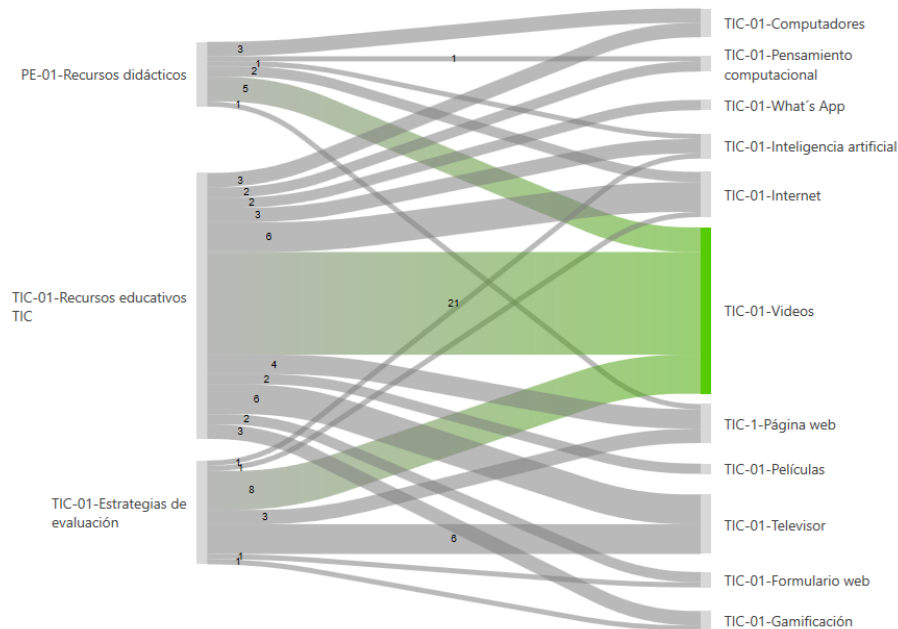 TIC-01-Computadores
3
PE-01-Recursos didácticos
1
TIC-01-Pensamiento
computacional
1
2
5
1
TIC-01-What´s App
TIC-01-Inteligencia artificial
3
2
2
3
TIC-01-Internet
6
TIC-01-Recursos educativos
TIC
21
TIC-01-Videos
4
2
6
2
3
TIC-1-Página web
1
1
TIC-01-Películas
8
TIC-01-Estrategias de
evaluación
3
TIC-01-Televisor
6
1
1
TIC-01-Formulario web
TIC-01-Gamificación